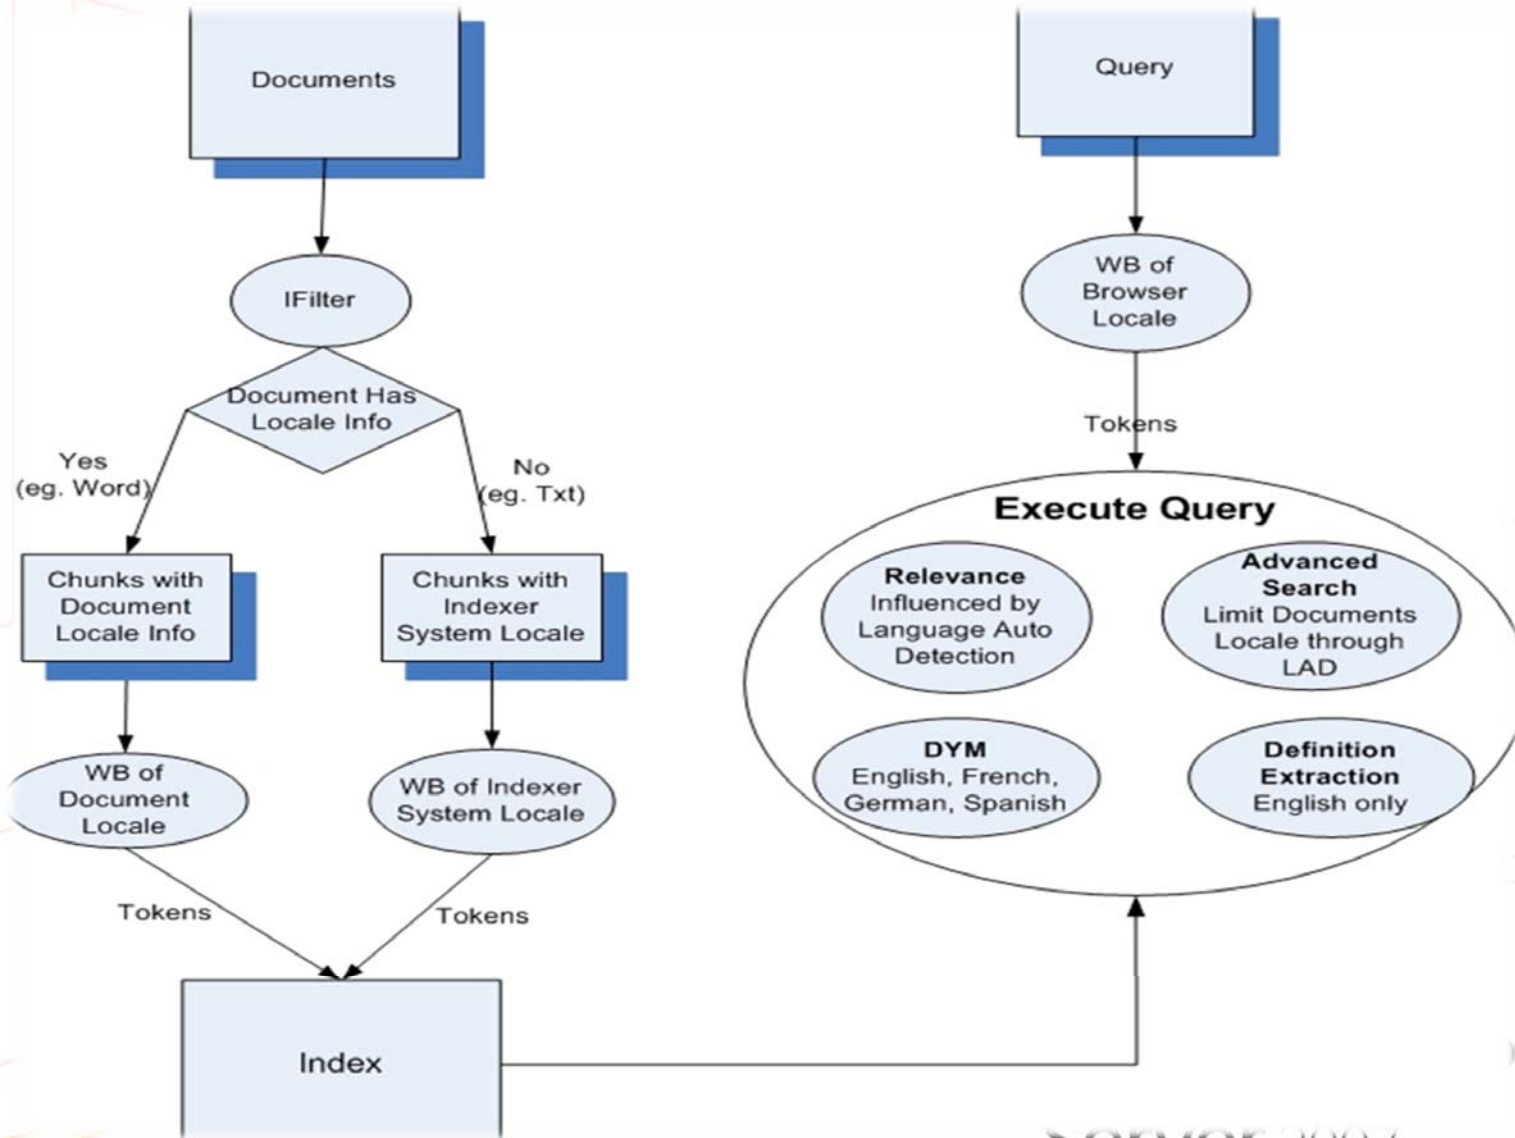 Documents
IFilter
Document Has
Locale Info
Yes
(eg. Word)
No
(eg. Txt)
Chunks with
Document
Locale Info
Chunks with
Indexer
System Locale
WB of
Document
Locale
WB of Indexer
System Locale
Tokens
Tokens
Index
Query
WB of
Browser
Locale
Tokens
Execute Query
Relevance
Influenced by
Language Auto
Detection
Advanced
Search
Limit Documents
Locale through
LAD
DYM
English, French,
German, Spanish
Definition
Extraction
English only